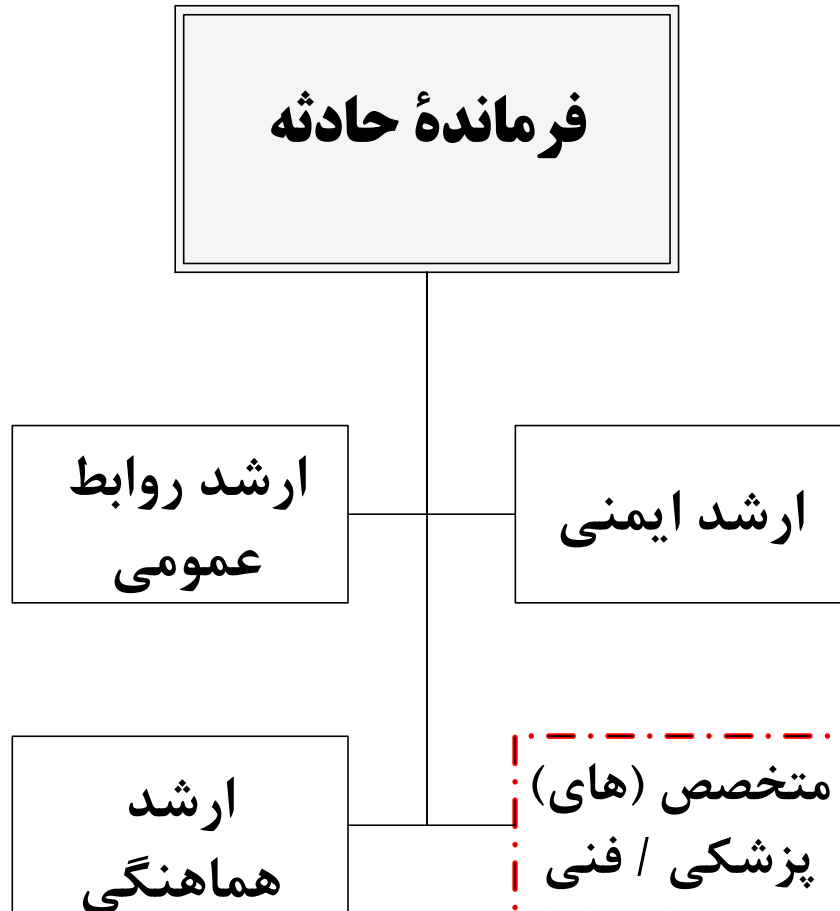 فرماندهٔ حادثه
ارشد ایمنی
ارشد روابط
عمومی
متخصص (های)
پزشکی / فنی
ارشد
هماهنگی